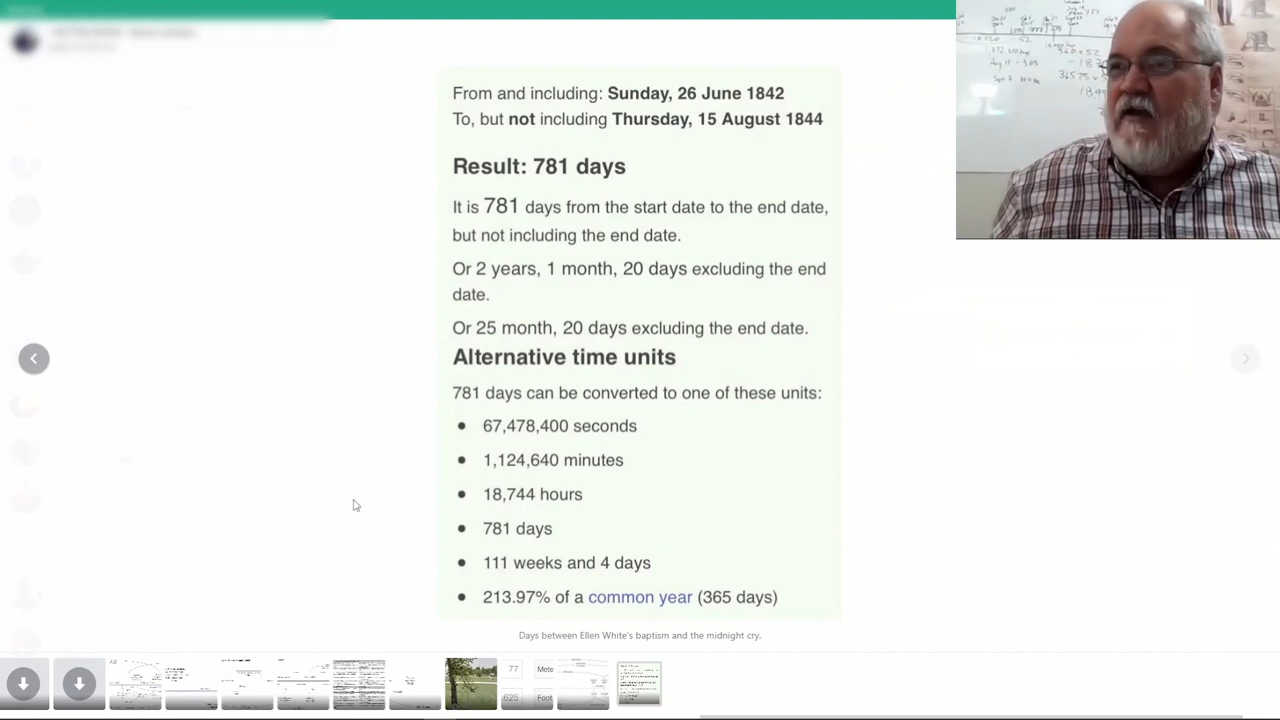 From and including: Sunday, 26 June 1842
To, but not including Thursday, 15 August 1844
Result: 781 days
It is 781 days from the start date to the end date,
but not including the end date.
Or 2 years, 1 month, 20 days excluding the end
date.
Or 25 month, 20 days excluding the end date.
Alternative time units
781 days can be converted to one of these units:
67,478,400 seconds
1,124,640 minutes
18,744 hours
781 days
111 weeks and 4 days
213.97% of a common year (365 days)
Days between Ellen White's baptism and the midnight cry.
77
Mete
625
Foot